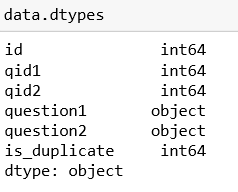 data.dtypes
id int64
qid1 int64
qid2 int64
question1 object
question2 object
is_duplicate int64
dtype: object